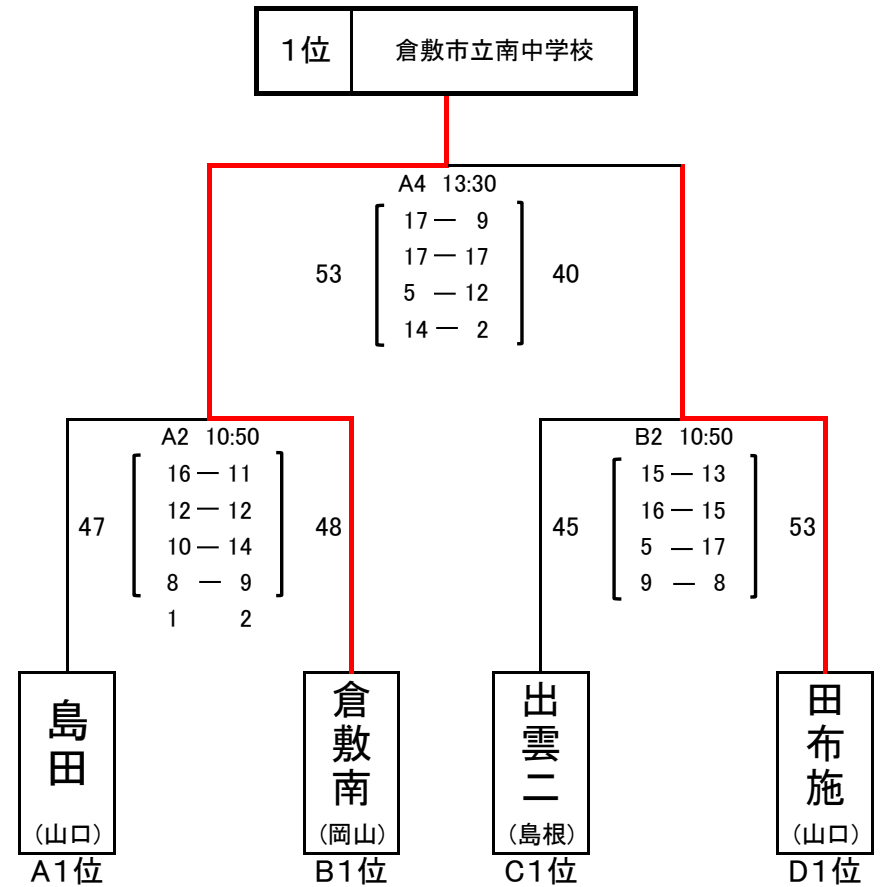 1位 倉敷市立南中学校
A4 13:30
17 — 9
17 — 17
53 40
5 — 12
14 — 2
A2 10:50
16 — 11
12 — 12
47 48
10 — 14
8 — 9
1 2
B2 10:50
15 — 13
16 — 15
45 53
5 — 17
9 — 8
島田
(山口)
A1位
倉敷南
(岡山)
B1位
出雲二
(島根)
C1位
田布施
(山口)
D1位